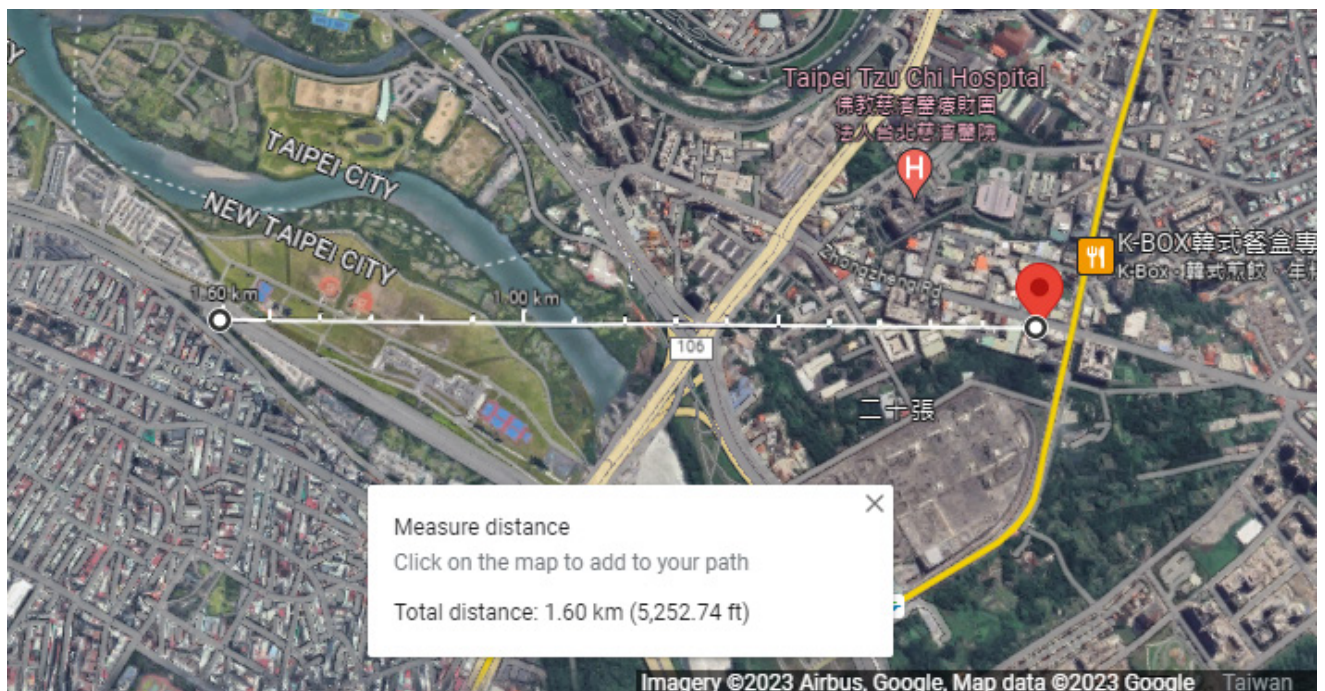 Taipei Tzu Chi Hospital
佛教慈濟醫療財團
法人台北慈濟醫院
TAIPEI CITY
NEW TAIPEI CITY
K-BOX韓式餐盒專
Zhongzheng Rd
1.60 km
1.00 km
106
二十張
Measure distance
Click on the map to add to your path
Total distance: 1.60 km (5,252.74 ft)
Imagery ©2023 Airbus, Google, Map data ©2023 Google Taiwan